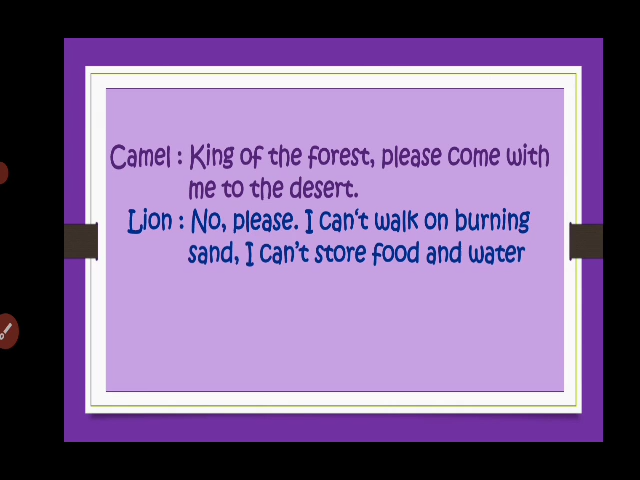 Camel : King of the forest, please come with
me to the desert.
Lion : No, please. I can‘t walk on burning
sand, I can’t store food and water